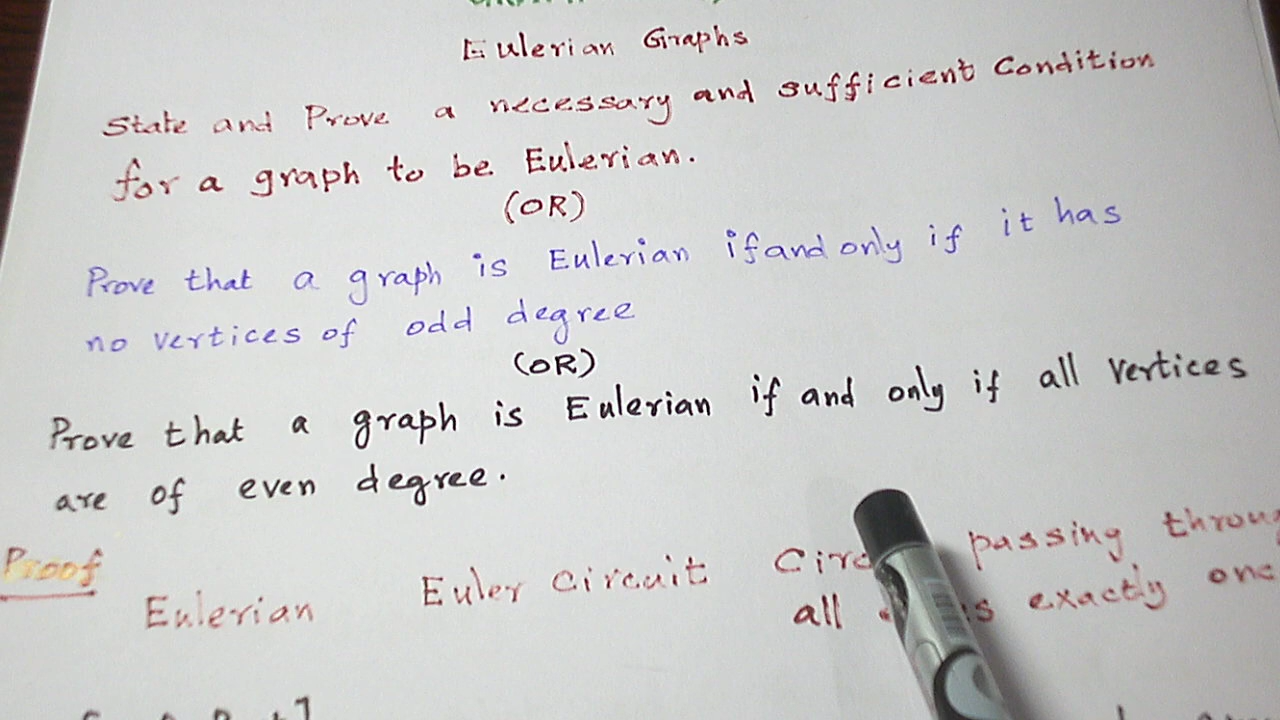 Eulerian Graphs
State and Prove a necessary and sufficient Condition
for a graph to be Eulerian.
(OR)
Prove that a graph is Eulerian if and only if it has
no vertices of odd degree
(OR)
Prove that a graph is Eulerian if and only if all vertices
are of even degree.
Proof
Eulerian Euler Circuit passing
all exactly